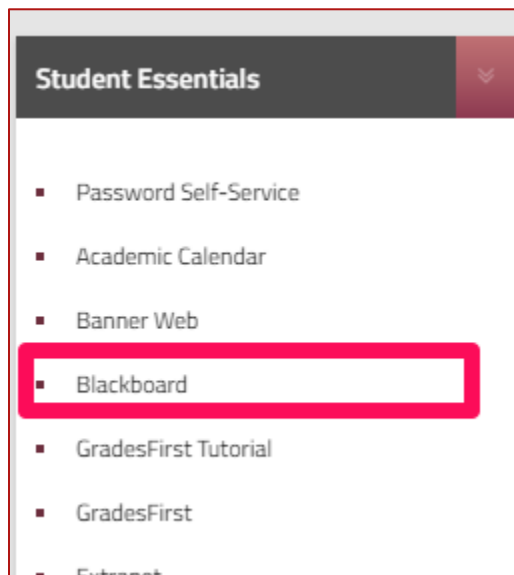 Student Essentials
Password Self-Service
Academic Calendar
Banner Web
Blackboard
GradesFirst Tutorial
GradesFirst